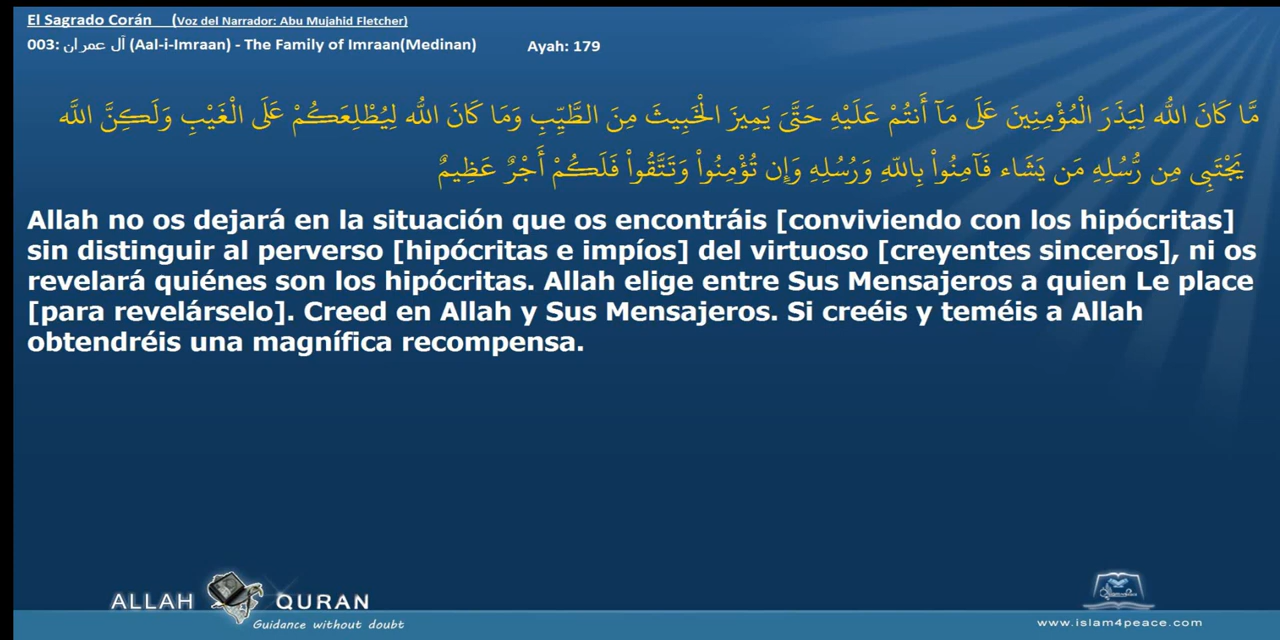 El Sagrado Corán (Voz del Narrador: Abu Mujahid Fletcher)
003: آل عمران (Aal-i-Imraan) - The Family of Imraan(Medinan) Ayah: 179
مَّا كَانَ اللّهُ لِيَذَرَ الْمُؤْمِنِينَ عَلَى مَآ أَنتُمْ عَلَيْهِ حَتَّىَ يَمِيزَ الْخَبِيثَ مِنَ الطَّيِّبِ وَمَا كَانَ اللّهُ لِيُطْلِعَكُمْ عَلَى الْغَيْبِ وَلَكِنَّ اللّهَ
يَجْتَبِي مِن رُّسُلِهِ مَن يَشَاء فَآمِنُواْ بِاللّهِ وَرُسُلِهِ وَإِن تُؤْمِنُواْ وَتَتَّقُواْ فَلَكُمْ أَجْرٌ عَظِيمٌ
Allah no os dejará en la situación que os encontráis [conviviendo con los hipócritas]
sin distinguir al perverso [hipócritas e impíos] del virtuoso [creyentes sinceros], ni os
revelará quiénes son los hipócritas. Allah elige entre Sus Mensajeros a quien Le place
[para revelárselo]. Creed en Allah y Sus Mensajeros. Si creéis y teméis a Allah
obtendréis una magnífica recompensa.
ALLAH QURAN
Guidance without doubt
www.islam4peace.com